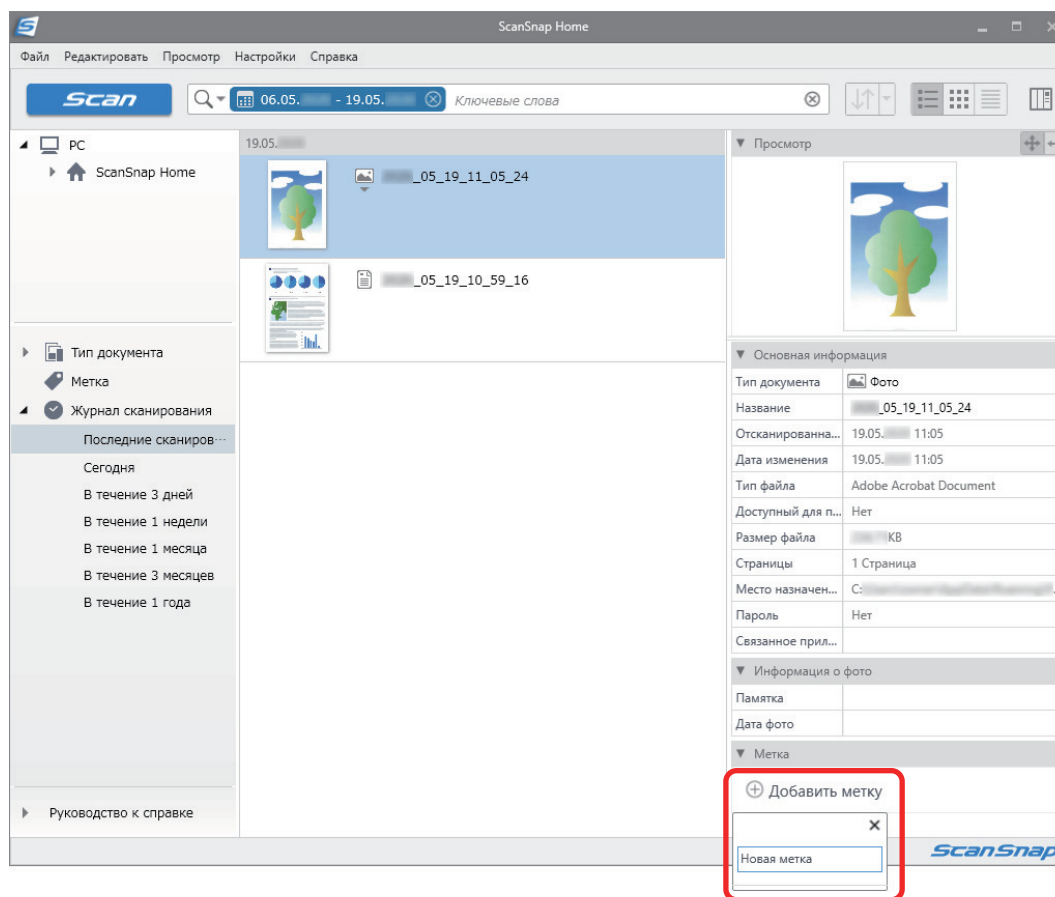 ScanSnap Home
Файл Редактировать Просмотр Настройки Справка
Scan
06.05. - 19.05. Ключевые слова
PC
ScanSnap Home
Тип документа
Метка
Журнал сканирования
Последние сканиров...
Сегодня
В течение 3 дней
В течение 1 недели
В течение 1 месяца
В течение 3 месяцев
В течение 1 года
Руководство к справке
19.05.
_05_19_11_05_24
_05_19_10_59_16
Просмотр
Основная информация
Тип документа Фото
Название _05_19_11_05_24
Отсканированна... 19.05. 11:05
Дата изменения 19.05. 11:05
Тип файла Adobe Acrobat Document
Доступный для п... Нет
Размер файла KB
Страницы 1 Страница
Место назначен... C:
Пароль Нет
Связанное прил...
Информация о фото
Памятка
Дата фото
Метка
Добавить метку
Новая метка
ScanSnap